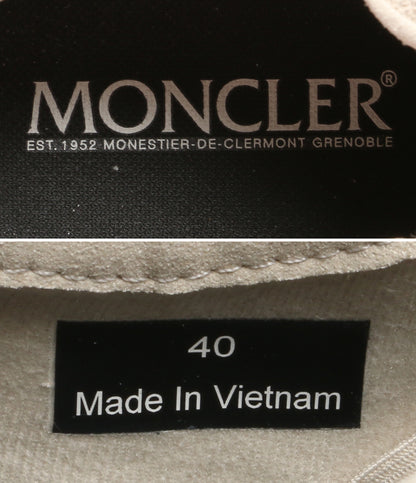 MONCLER®
EST. 1952 MONESTIER-DE-CLERMONT GRENOBLE
40
Made In Vietnam